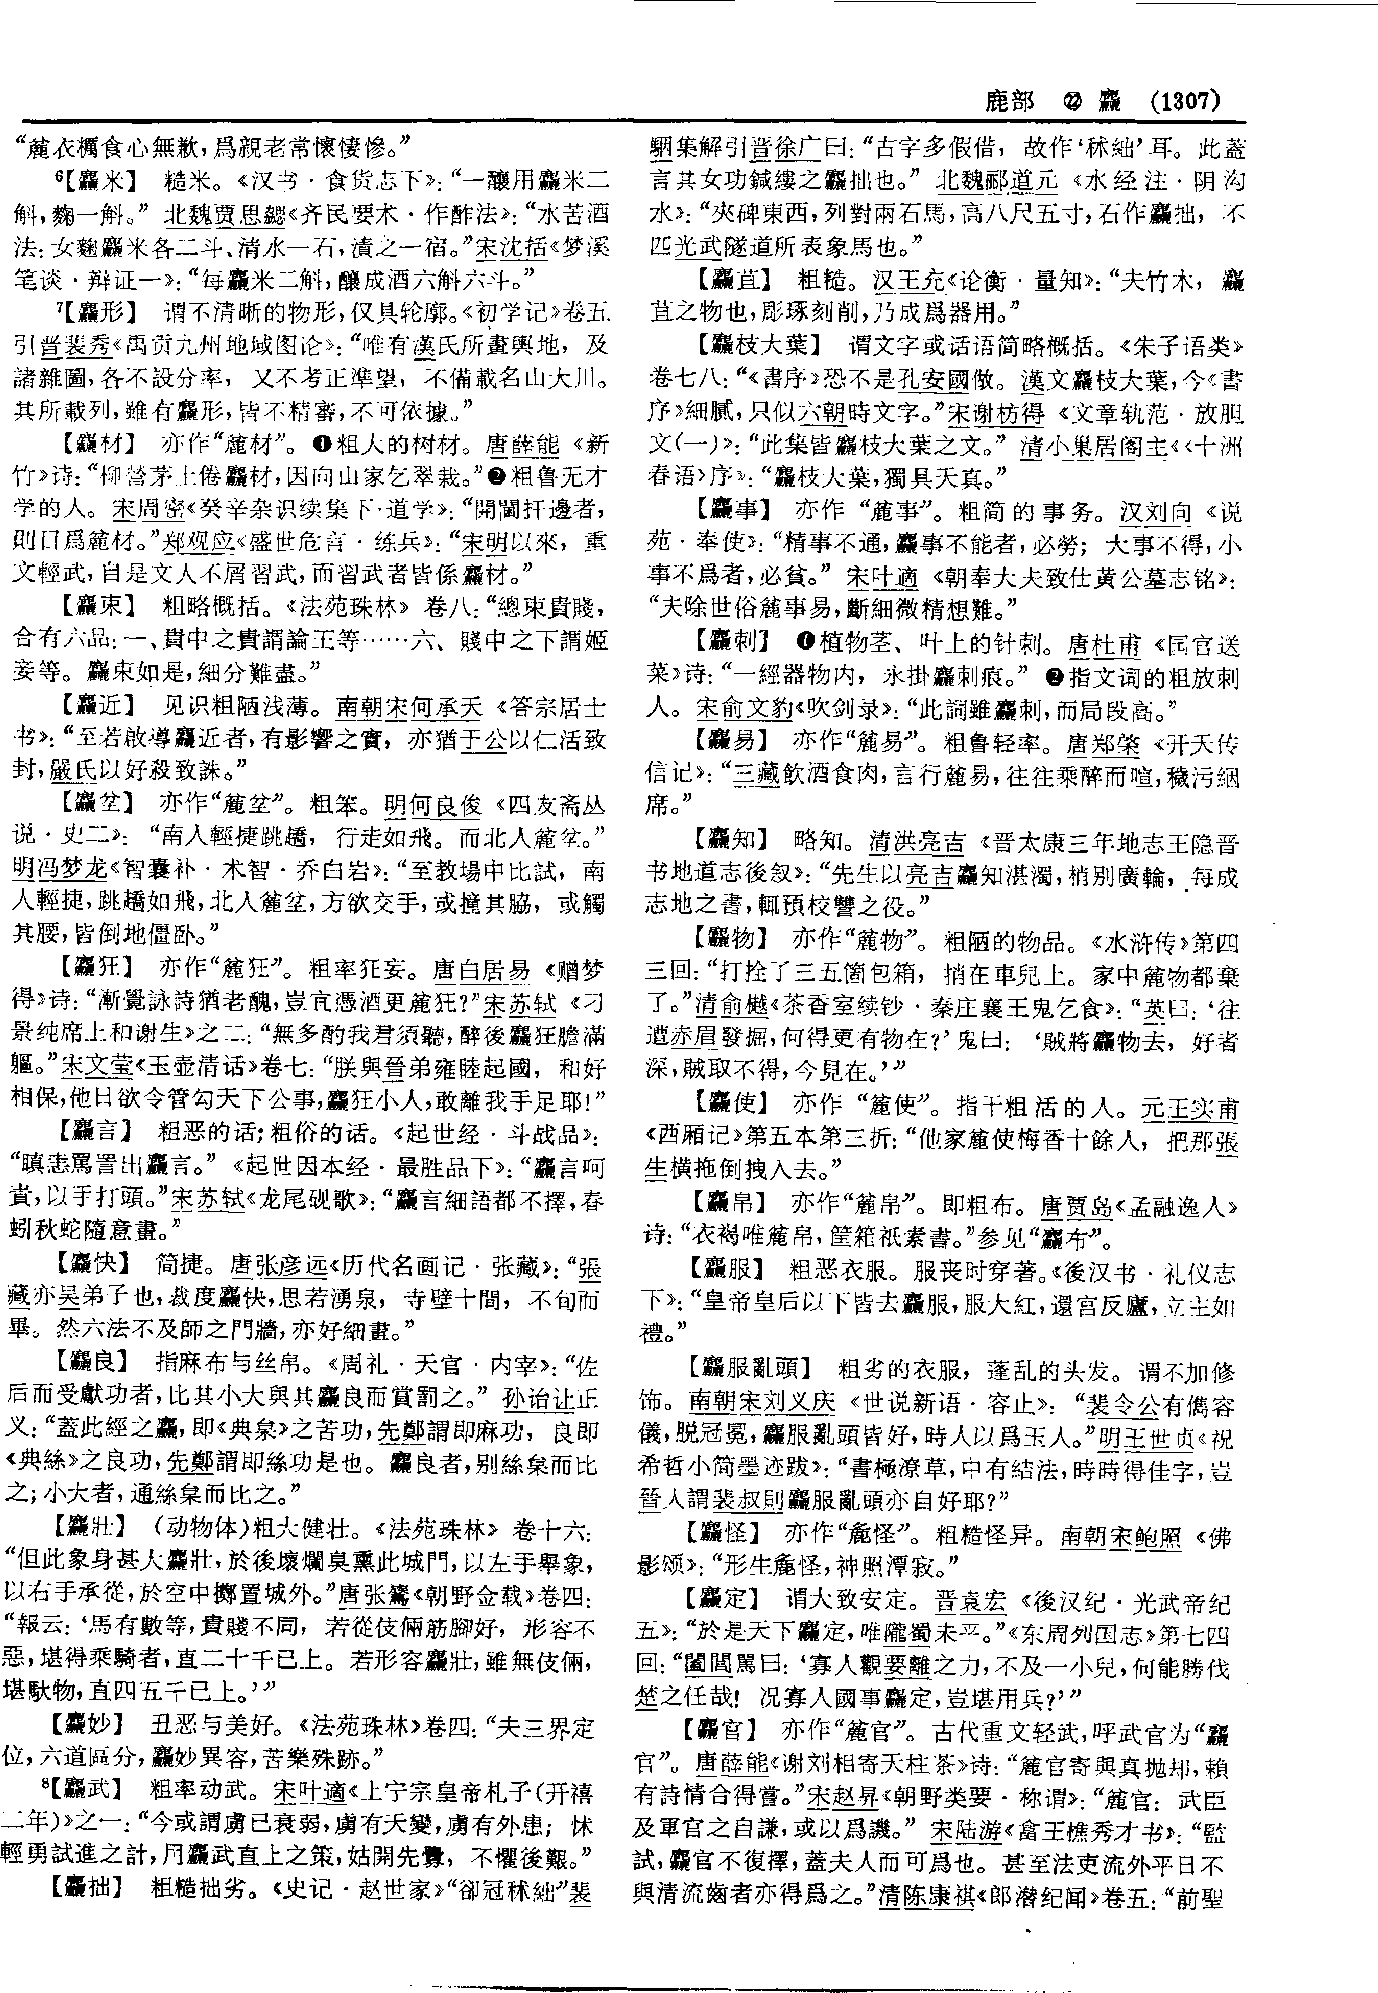 鹿部 ㉒ 麤 (1307)
“麄衣櫔食心無歉，爲親老常懷悽慘。”
⁶【麤米】 糙米。《汉书·食货志下》：“一釀用麤米二
斛，麴一斛。” 北魏贾思勰《齐民要术·作酢法》：“水苦酒
法：女麴麤米各二斗、清水一石，漬之一宿。”宋沈括《梦溪
笔谈·辩证一》：“每麤米二斛，釀成酒六斛六斗。”
⁷【麤形】 谓不清晰的物形，仅具轮廓。《初学记》卷五
引晋裴秀《禹贡九州地域图论》：“唯有漢氏所畫輿地，及
諸雜圖，各不設分率，又不考正準望，不備載名山大川。
其所載列，雖有麤形，皆不精審，不可依據。”
【麤材】 亦作“麄材”。❶粗大的树材。唐薛能《新
竹》诗：“柳營茅土倦麤材，因向山家乞翠栽。”❷粗鲁无才
学的人。宋周密《癸辛杂识续集下·道学》：“開閫扞邊者，
則目爲麄材。”郑观应《盛世危言·练兵》：“宋明以來，重
文輕武，自是文人不屑習武，而習武者皆係麤材。”
【麤束】 粗略概括。《法苑珠林》卷八：“總束貴賤，
合有六品：一、貴中之貴謂論王等……六、賤中之下謂姬
妾等。麤束如是，細分難盡。”
【麤近】 见识粗陋浅薄。南朝宋何承天《答宗居士
书》：“至若啟導麤近者，有影響之實，亦猶于公以仁活致
封，嚴氏以好殺致誅。”
【麤坌】 亦作“麄坌”。粗笨。明何良俊《四友斋丛
说·史二》：“南人輕捷跳趫，行走如飛。而北人麄坌。”
明冯梦龙《智囊补·术智·乔白岩》：“至教場中比試，南
人輕捷，跳趫如飛，北人麄坌，方欲交手，或撞其脇，或觸
其腰，皆倒地僵卧。”
【麤狂】 亦作“麄狂”。粗率狂妄。唐白居易《赠梦
得》诗：“漸覺詠詩猶老醜，豈宜憑酒更麄狂？”宋苏轼《刁
景纯席上和谢生》之二：“無多酌我君須聽，醉後麤狂膽滿
軀。”宋文莹《玉壶清话》卷七：“朕與晉弟雍睦起國，和好
相保，他日欲令管勾天下公事，麤狂小人，敢離我手足耶！”
【麤言】 粗恶的话；粗俗的话。《起世经·斗战品》：
“瞋恚罵詈出麤言。”《起世因本经·最胜品下》：“麤言呵
責，以手打頭。”宋苏轼《龙尾砚歌》：“麤言細語都不擇，春
蚓秋蛇隨意畫。”
【麤快】 简捷。唐张彦远《历代名画记·张藏》：“張
藏亦吴弟子也，裁度麤快，思若湧泉，寺壁十間，不旬而
畢。然六法不及師之門牆，亦好細畫。”
【麤良】 指麻布与丝帛。《周礼·天官·内宰》：“佐
后而受獻功者，比其小大與其麤良而賞罰之。” 孙诒让正
义：“蓋此經之麤，即《典枲》之苦功，先鄭謂即麻功，良即
《典絲》之良功，先鄭謂即絲功是也。麤良者，别絲枲而比
之；小大者，通絲枲而比之。”
【麤壯】 （动物体）粗大健壮。《法苑珠林》卷十六：
“但此象身甚大麤壯，於後壞爛臭熏此城門，以左手舉象，
以右手承從，於空中擲置城外。”唐张鷟《朝野佥载》卷四：
“報云：‘馬有數等，貴賤不同，若從伎倆筋腳好，形容不
惡，堪得乘騎者，直二十千已上。若形容麤壯，雖無伎倆，
堪馱物，直四五千已上。’”
【麤妙】 丑恶与美好。《法苑珠林》卷四：“夫三界定
位，六道區分，麤妙異容，苦樂殊跡。”
⁸【麤武】 粗率动武。宋叶適《上宁宗皇帝札子（开禧
二年）》之一：“今或謂虜已衰弱，虜有天變，虜有外患；怵
輕勇試進之計，用麤武直上之策，姑開先釁，不懼後艱。”
【麤拙】 粗糙拙劣。《史记·赵世家》“卻冠秫絀”裴
駰集解引晋徐广曰：“古字多假借，故作‘秫絀’耳。此蓋
言其女功鍼縷之麤拙也。” 北魏郦道元《水经注·阴沟
水》：“夾碑東西，列對兩石馬，高八尺五寸，石作麤拙，不
匹光武隧道所表象馬也。”
【麤苴】 粗糙。汉王充《论衡·量知》：“夫竹木，麤
苴之物也，彫琢刻削，乃成爲器用。”
【麤枝大葉】 谓文字或话语简略概括。《朱子语类》
卷七八：“《書序》恐不是孔安國做。漢文麤枝大葉，今《書
序》細膩，只似六朝時文字。”宋谢枋得《文章轨范·放胆
文（一）》：“此集皆麤枝大葉之文。” 清小巢居阁主《〈十洲
春语〉序》：“麤枝大葉，獨具天真。”
【麤事】 亦作“麄事”。粗简的事务。汉刘向《说
苑·奉使》：“精事不通，麤事不能者，必勞；大事不得，小
事不爲者，必貧。” 宋叶適《朝奉大夫致仕黄公墓志铭》：
“夫除世俗麄事易，斷細微精想難。”
【麤刺】 ❶植物茎、叶上的针刺。唐杜甫《园官送
菜》诗：“一經器物内，永掛麤刺痕。” ❷指文词的粗放刺
人。宋俞文豹《吹剑录》：“此詞雖麤刺，而局段高。”
【麤易】 亦作“麄易”。粗鲁轻率。唐郑棨《开天传
信记》：“三藏飲酒食肉，言行麄易，往往乘醉而喧，穢污絪
席。”
【麤知】 略知。清洪亮吉《晋太康三年地志王隐晋
书地道志後叙》：“先生以亮吉麤知湛濁，梢别廣輪，每成
志地之書，輒預校讐之役。”
【麤物】 亦作“麄物”。粗陋的物品。《水浒传》第四
三回：“打拴了三五箇包箱，捎在車兒上。家中麄物都棄
了。”清俞樾《茶香室续钞·秦庄襄王鬼乞食》：“英曰：‘往
遭赤眉發掘，何得更有物在？’鬼曰：‘賊將麤物去，好者
深，賊取不得，今見在。’”
【麤使】 亦作“麄使”。指干粗活的人。元王实甫
《西厢记》第五本第三折：“他家麄使梅香十餘人，把那張
生横拖倒拽入去。”
【麤帛】 亦作“麄帛”。即粗布。唐贾岛《孟融逸人》
诗：“衣褐唯麄帛，筐箱祇素書。”参见“麤布”。
【麤服】 粗恶衣服。服丧时穿著。《後汉书·礼仪志
下》：“皇帝皇后以下皆去麤服，服大紅，還宫反廬，立主如
禮。”
【麤服亂頭】 粗劣的衣服，蓬乱的头发。谓不加修
饰。南朝宋刘义庆《世说新语·容止》：“裴令公有儁容
儀，脱冠冕，麤服亂頭皆好，時人以爲玉人。”明王世贞《祝
希哲小简墨迹跋》：“書極潦草，中有結法，時時得佳字，豈
晉人謂裴叔則麤服亂頭亦自好耶？”
【麤怪】 亦作“麁怪”。粗糙怪异。南朝宋鲍照《佛
影颂》：“形生麁怪，神照潭寂。”
【麤定】 谓大致安定。晋袁宏《後汉纪·光武帝纪
五》：“於是天下麤定，唯隴蜀未平。”《东周列国志》第七四
回：“闔閭罵曰：‘寡人觀要離之力，不及一小兒，何能勝伐
楚之任哉！况寡人國事麤定，豈堪用兵？’”
【麤官】 亦作“麄官”。古代重文轻武，呼武官为“麤
官”。唐薛能《谢刘相寄天柱茶》诗：“麄官寄與真抛却，賴
有詩情合得嘗。”宋赵昇《朝野类要·称谓》：“麄官：武臣
及軍官之自謙，或以爲譏。” 宋陆游《畣王樵秀才书》：“監
試，麤官不復擇，蓋夫人而可爲也。甚至法吏流外平日不
與清流齒者亦得爲之。”清陈康祺《郎潜纪闻》卷五：“前聖